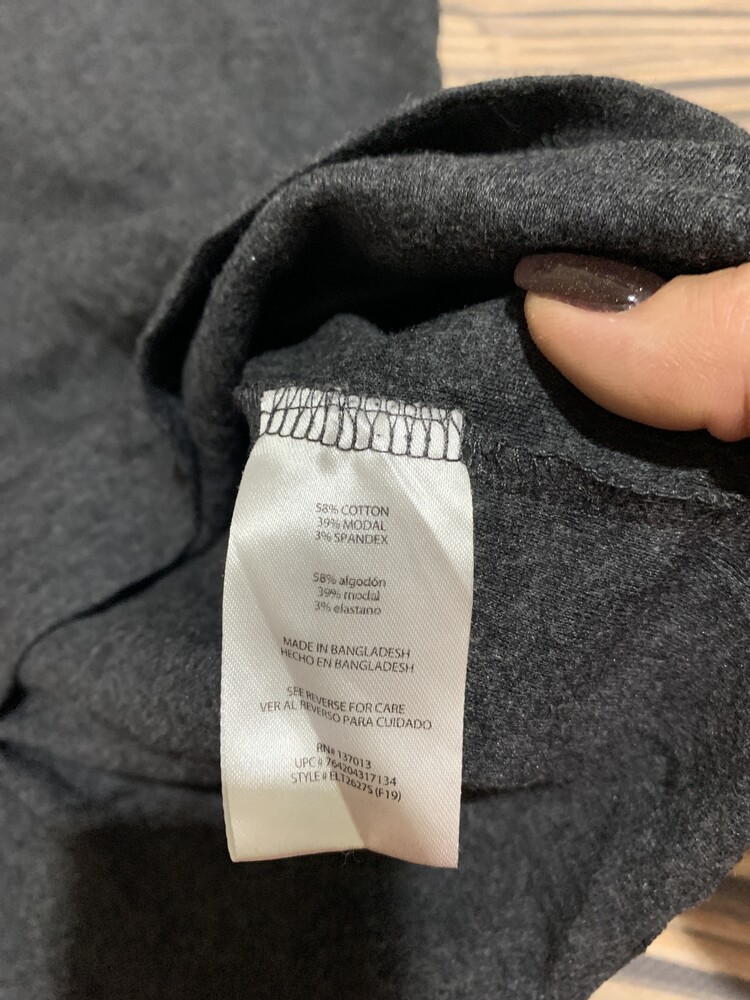 58% COTTON
39% MODAL
3% SPANDEX
58% algodón
39% modal
3% elastano
MADE IN BANGLADESH
HECHO EN BANGLADESH
SEE REVERSE FOR CARE
VER AL REVERSO PARA CUIDADO
RN# 137013
UPC # 764204317134
STYLE # ELT2627S (F19)